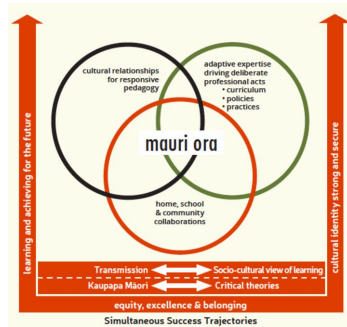 cultural relationships
for responsive
pedagogy
adaptive expertise
driving deliberate
professional acts
• curriculum
• policies
• practices
mauri ora
home, school
& community
collaborations
learning and achieving for the future
cultural identity strong and secure
Transmission Socio-cultural view of learning
Kaupapa Māori Critical theories
equity, excellence & belonging
Simultaneous Success Trajectories